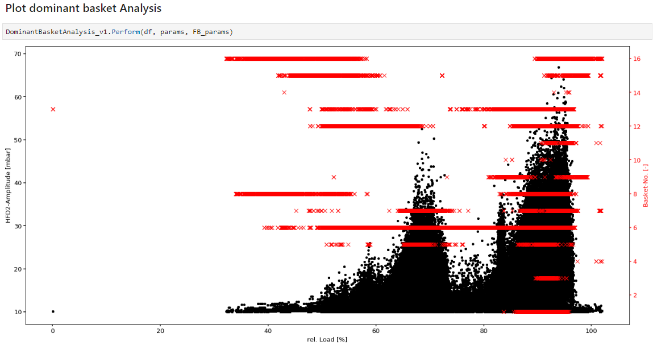 Plot dominant basket Analysis
DominantBasketAnalysis_v1.Perform(df, params, FB_params)
70
60
50
40
30
20
10
HFD2-Amplitude [mbar]
16
14
12
10
8
6
4
2
Basket-No. [-]
0 20 40 60 80 100
rel. Load [%]